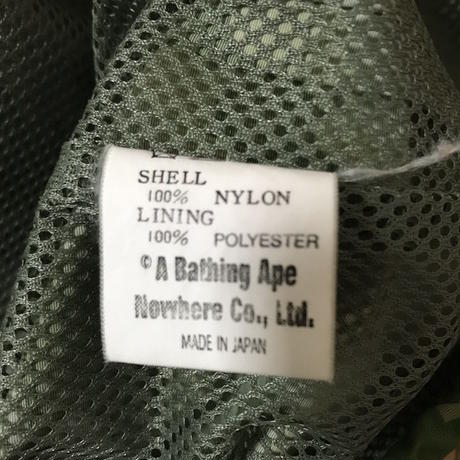 SHELL
100% NYLON
LINING
100% POLYESTER
© A Bathing Ape
Nowhere Co., Ltd.
MADE IN JAPAN